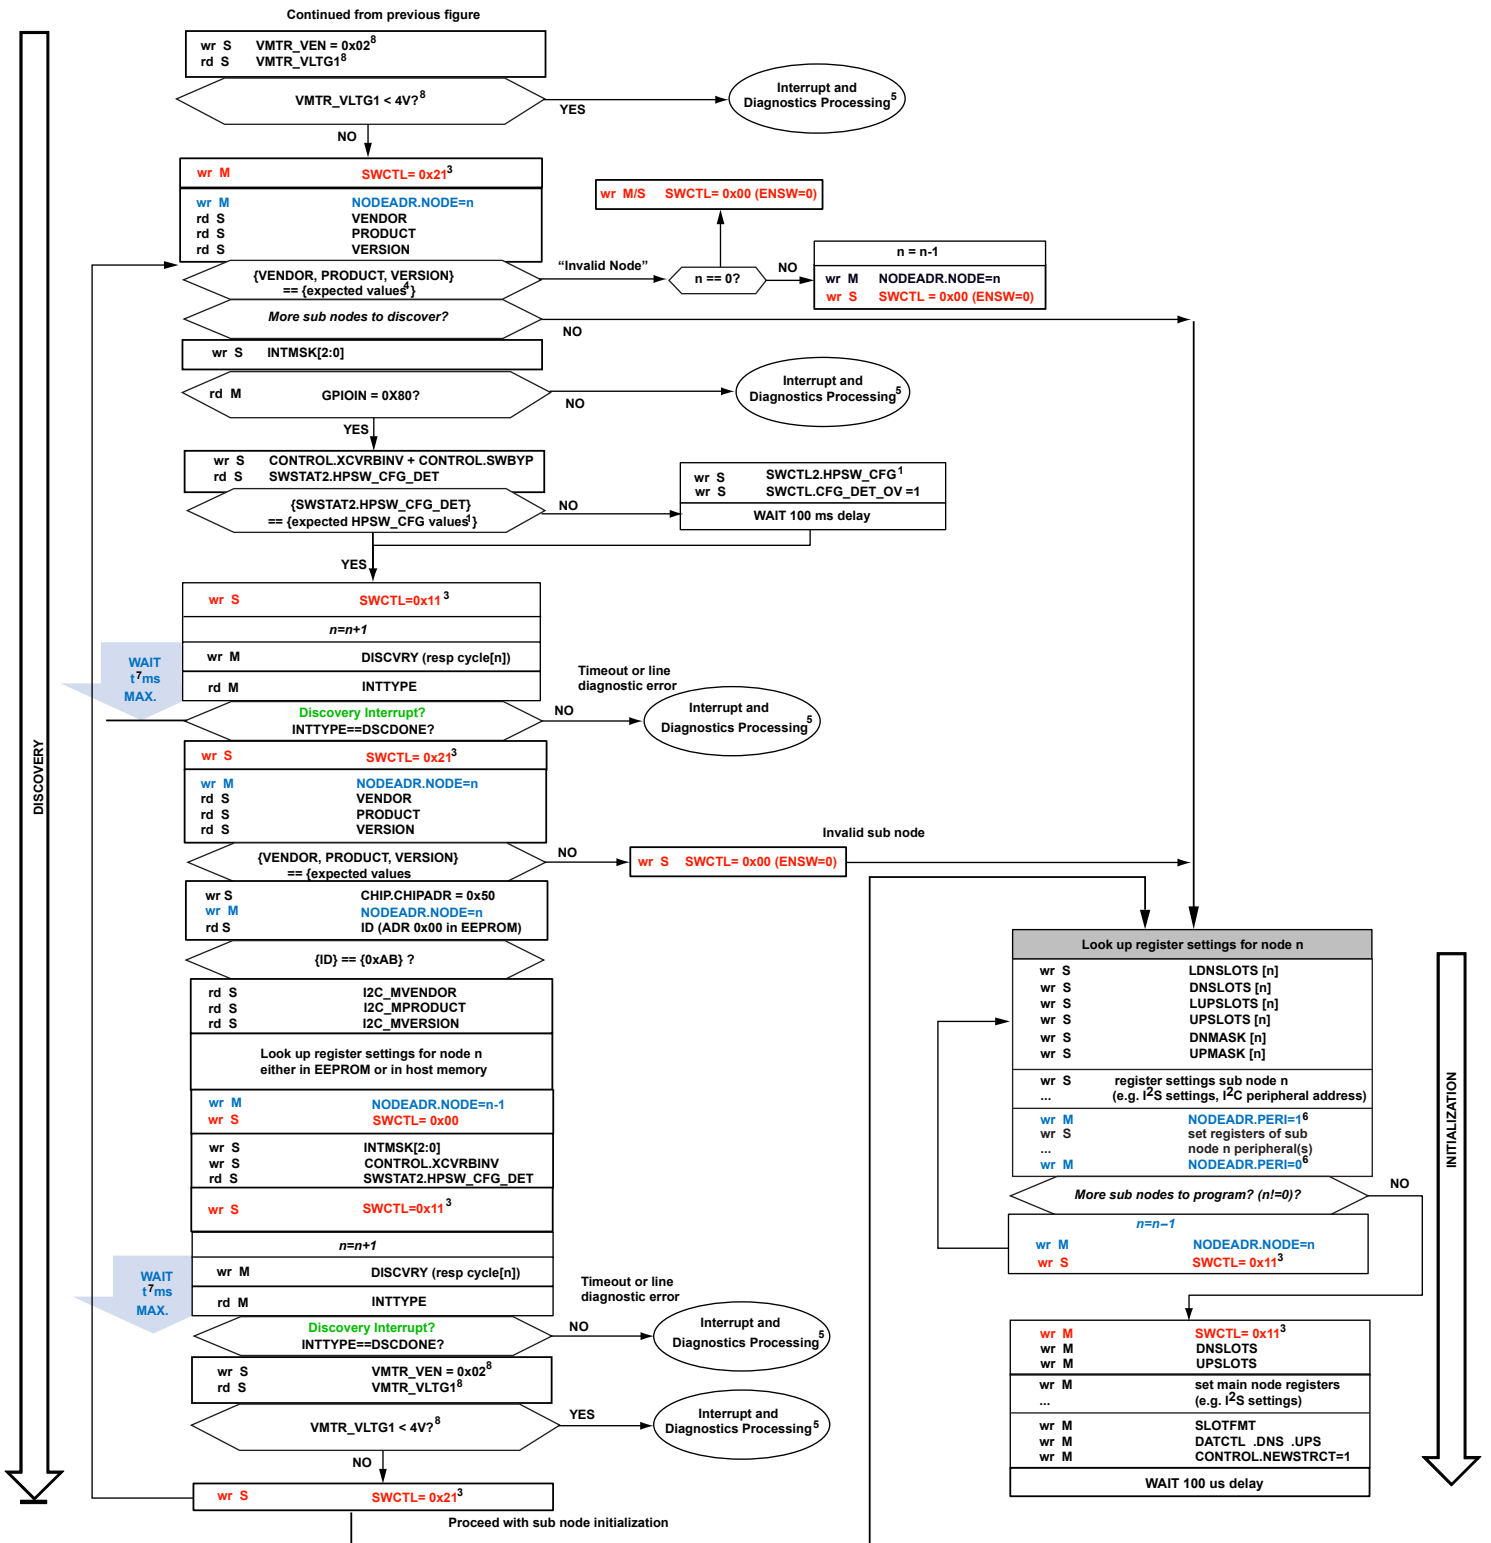 Continued from previous figure
wr S VMTR_VEN = 0x02⁸
rd S VMTR_VLTG1⁸
VMTR_VLTG1 < 4V?⁸
YES
Interrupt and
Diagnostics Processing⁵
NO
wr M SWCTL= 0x21³
wr M NODEADR.NODE=n
rd S VENDOR
rd S PRODUCT
rd S VERSION
wr M/S SWCTL= 0x00 (ENSW=0)
{VENDOR, PRODUCT, VERSION}
== {expected values⁴}
“Invalid Node”
n == 0?
NO
n = n-1
wr M NODEADR.NODE=n
wr S SWCTL = 0x00 (ENSW=0)
More sub nodes to discover?
NO
wr S INTMSK[2:0]
rd M GPIOIN = 0X80?
NO
Interrupt and
Diagnostics Processing⁵
YES
wr S CONTROL.XCVRBINV + CONTROL.SWBYP
rd S SWSTAT2.HPSW_CFG_DET
{SWSTAT2.HPSW_CFG_DET}
== {expected HPSW_CFG values¹}
NO
wr S SWCTL2.HPSW_CFG¹
wr S SWCTL.CFG_DET_OV =1
WAIT 100 ms delay
YES
wr S SWCTL=0x11³
n=n+1
wr M DISCVRY (resp cycle[n])
rd M INTTYPE
WAIT
t⁷ms
MAX.
Discovery Interrupt?
INTTYPE==DSCDONE?
NO
Timeout or line
diagnostic error
Interrupt and
Diagnostics Processing⁵
wr S SWCTL= 0x21³
wr M NODEADR.NODE=n
rd S VENDOR
rd S PRODUCT
rd S VERSION
{VENDOR, PRODUCT, VERSION}
== {expected values
NO
wr S SWCTL= 0x00 (ENSW=0)
Invalid sub node
wr S CHIP.CHIPADR = 0x50
wr M NODEADR.NODE=n
rd S ID (ADR 0x00 in EEPROM)
{ID} == {0xAB} ?
rd S I2C_MVENDOR
rd S I2C_MPRODUCT
rd S I2C_MVERSION
Look up register settings for node n
either in EEPROM or in host memory
wr M NODEADR.NODE=n-1
wr S SWCTL= 0x00
wr S INTMSK[2:0]
wr S CONTROL.XCVRBINV
rd S SWSTAT2.HPSW_CFG_DET
wr S SWCTL=0x11³
n=n+1
wr M DISCVRY (resp cycle[n])
rd M INTTYPE
WAIT
t⁷ms
MAX.
Discovery Interrupt?
INTTYPE==DSCDONE?
NO
Timeout or line
diagnostic error
Interrupt and
Diagnostics Processing⁵
wr S VMTR_VEN = 0x02⁸
rd S VMTR_VLTG1⁸
VMTR_VLTG1 < 4V?⁸
YES
Interrupt and
Diagnostics Processing⁵
NO
wr S SWCTL= 0x21³
Proceed with sub node initialization
DISCOVERY
Look up register settings for node n
wr S LDNSLOTS [n]
wr S DNSLOTS [n]
wr S LUPSLOTS [n]
wr S UPSLOTS [n]
wr S DNMASK [n]
wr S UPMASK [n]
wr S register settings sub node n
... (e.g. I²S settings, I²C peripheral address)
wr M NODEADR.PERI=1⁶
wr S set registers of sub
... node n peripheral(s)
wr M NODEADR.PERI=0⁶
More sub nodes to program? (n!=0)?
NO
n=n−1
wr M NODEADR.NODE=n
wr S SWCTL= 0x11³
wr M SWCTL= 0x11³
wr M DNSLOTS
wr M UPSLOTS
wr M set main node registers
... (e.g. I²S settings)
wr M SLOTFMT
wr M DATCTL .DNS .UPS
wr M CONTROL.NEWSTRCT=1
WAIT 100 us delay
INITIALIZATION